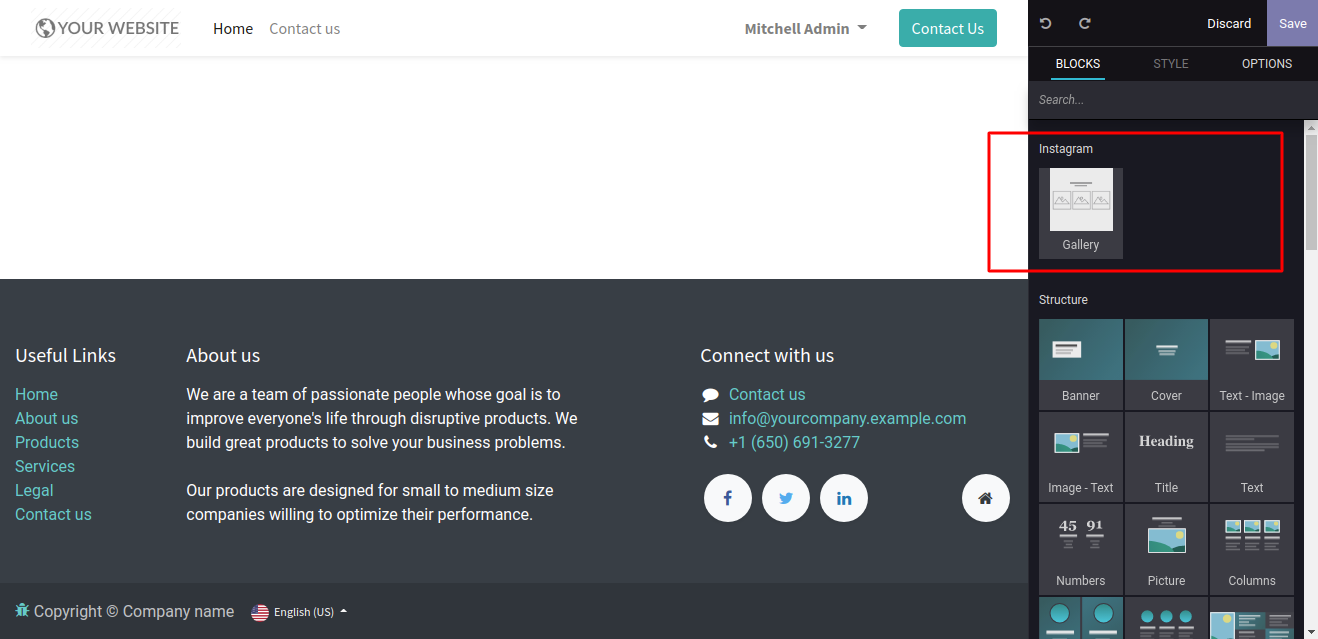 YOUR WEBSITE Home Contact us Mitchell Admin Contact Us
Discard Save
BLOCKS STYLE OPTIONS
Search...
Instagram
Gallery
Structure
Banner Cover Text - Image
Heading
Image - Text Title Text
45 91
Numbers Picture Columns
Useful Links
Home
About us
Products
Services
Legal
Contact us
About us
We are a team of passionate people whose goal is to
improve everyone's life through disruptive products. We
build great products to solve your business problems.
Our products are designed for small to medium size
companies willing to optimize their performance.
Connect with us
Contact us
info@yourcompany.example.com
+1 (650) 691-3277
f in
Copyright © Company name English (US)